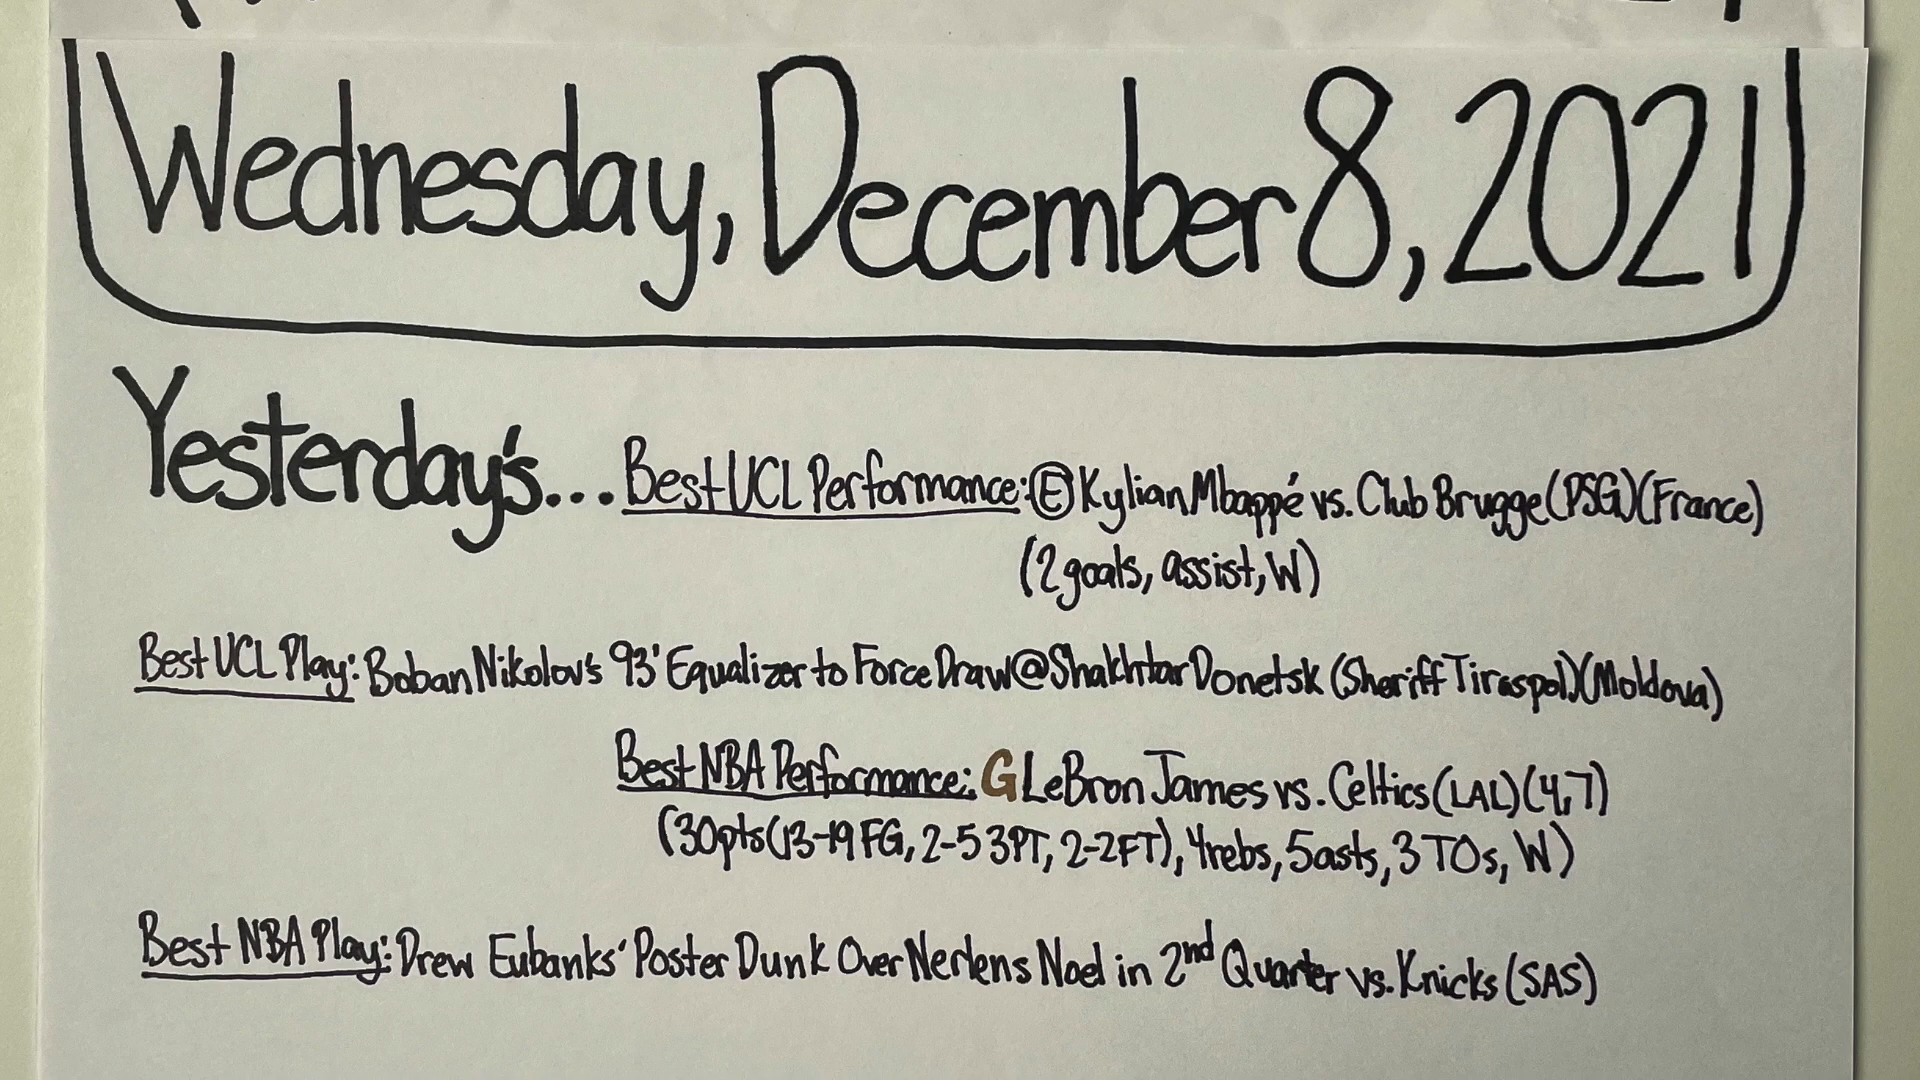 Wednesday, December 8, 2021
Yesterday's... Best UCL Performance: Ⓔ Kylian Mbappé vs. Club Brugge (PSG) (France)
(2 goals, assist, W)
Best UCL Play: Boban Nikolov's 93' Equalizer to Force Draw @ Shakhtar Donetsk (Sheriff Tiraspol) (Moldova)
Best NBA Performance: G LeBron James vs. Celtics (LAL) (4,7)
(30pts (13-19 FG, 2-5 3PT, 2-2 FT), 4rebs, 5asts, 3 TOs, W)
Best NBA Play: Drew Eubanks' Poster Dunk Over Nerlens Noel in 2nd Quarter vs. Knicks (SAS)